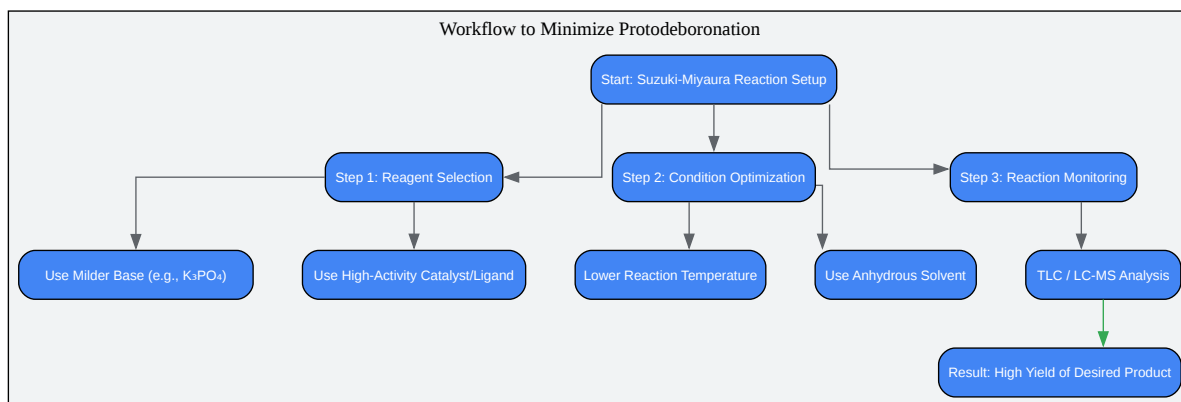 Workflow to Minimize Protodeboronation
Start: Suzuki-Miyaura Reaction Setup
Step 1: Reagent Selection
Step 2: Condition Optimization
Step 3: Reaction Monitoring
Use Milder Base (e.g., K₃PO₄)
Use High-Activity Catalyst/Ligand
Lower Reaction Temperature
Use Anhydrous Solvent
TLC / LC-MS Analysis
Result: High Yield of Desired Product